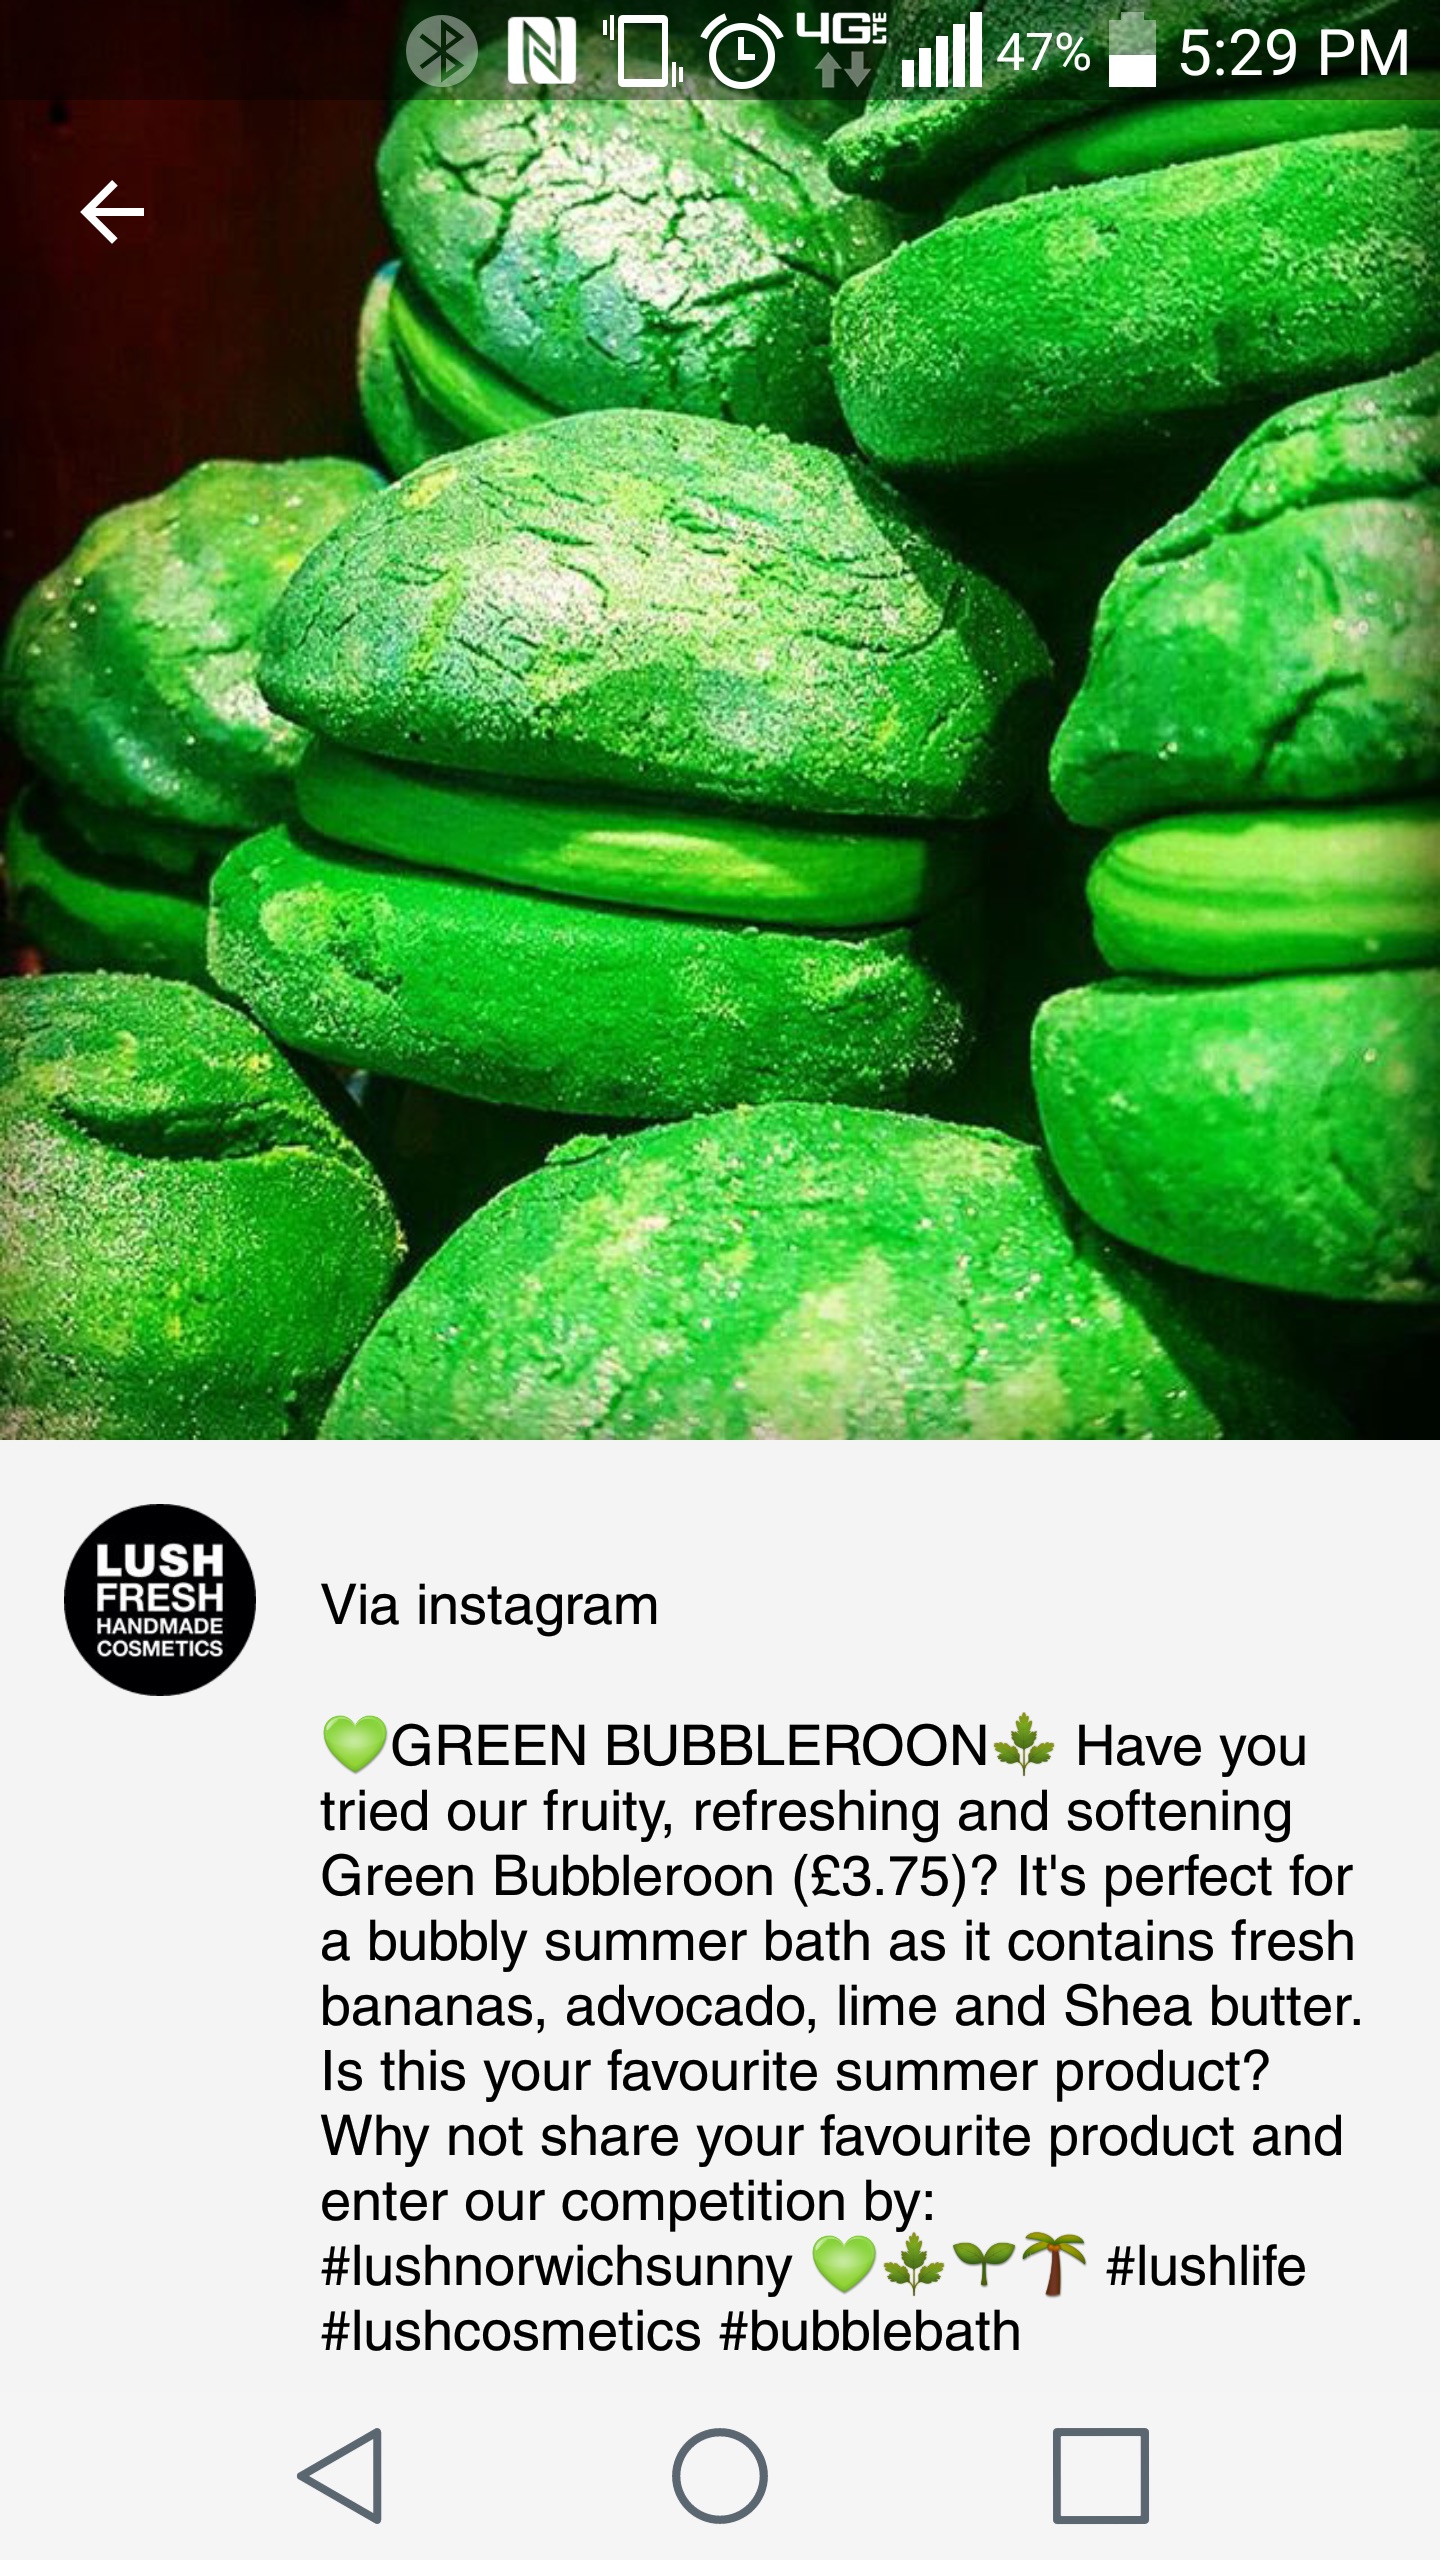 4G LTE 47% 5:29 PM
LUSH
FRESH
HANDMADE
COSMETICS
Via instagram
💚GREEN BUBBLEROON🌿 Have you
tried our fruity, refreshing and softening
Green Bubbleroon (£3.75)? It's perfect for
a bubbly summer bath as it contains fresh
bananas, advocado, lime and Shea butter.
Is this your favourite summer product?
Why not share your favourite product and
enter our competition by:
#lushnorwichsunny 💚🌿🌱🌴 #lushlife
#lushcosmetics #bubblebath